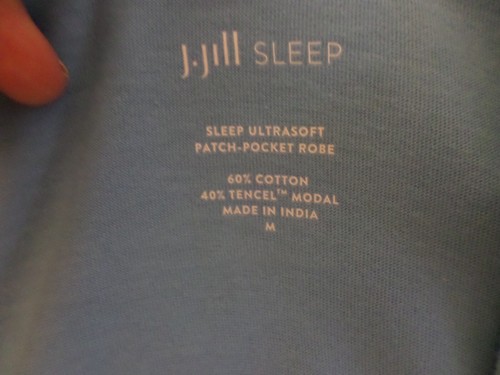 J.Jill SLEEP
SLEEP ULTRASOFT
PATCH-POCKET ROBE
60% COTTON
40% TENCEL™ MODAL
MADE IN INDIA
M